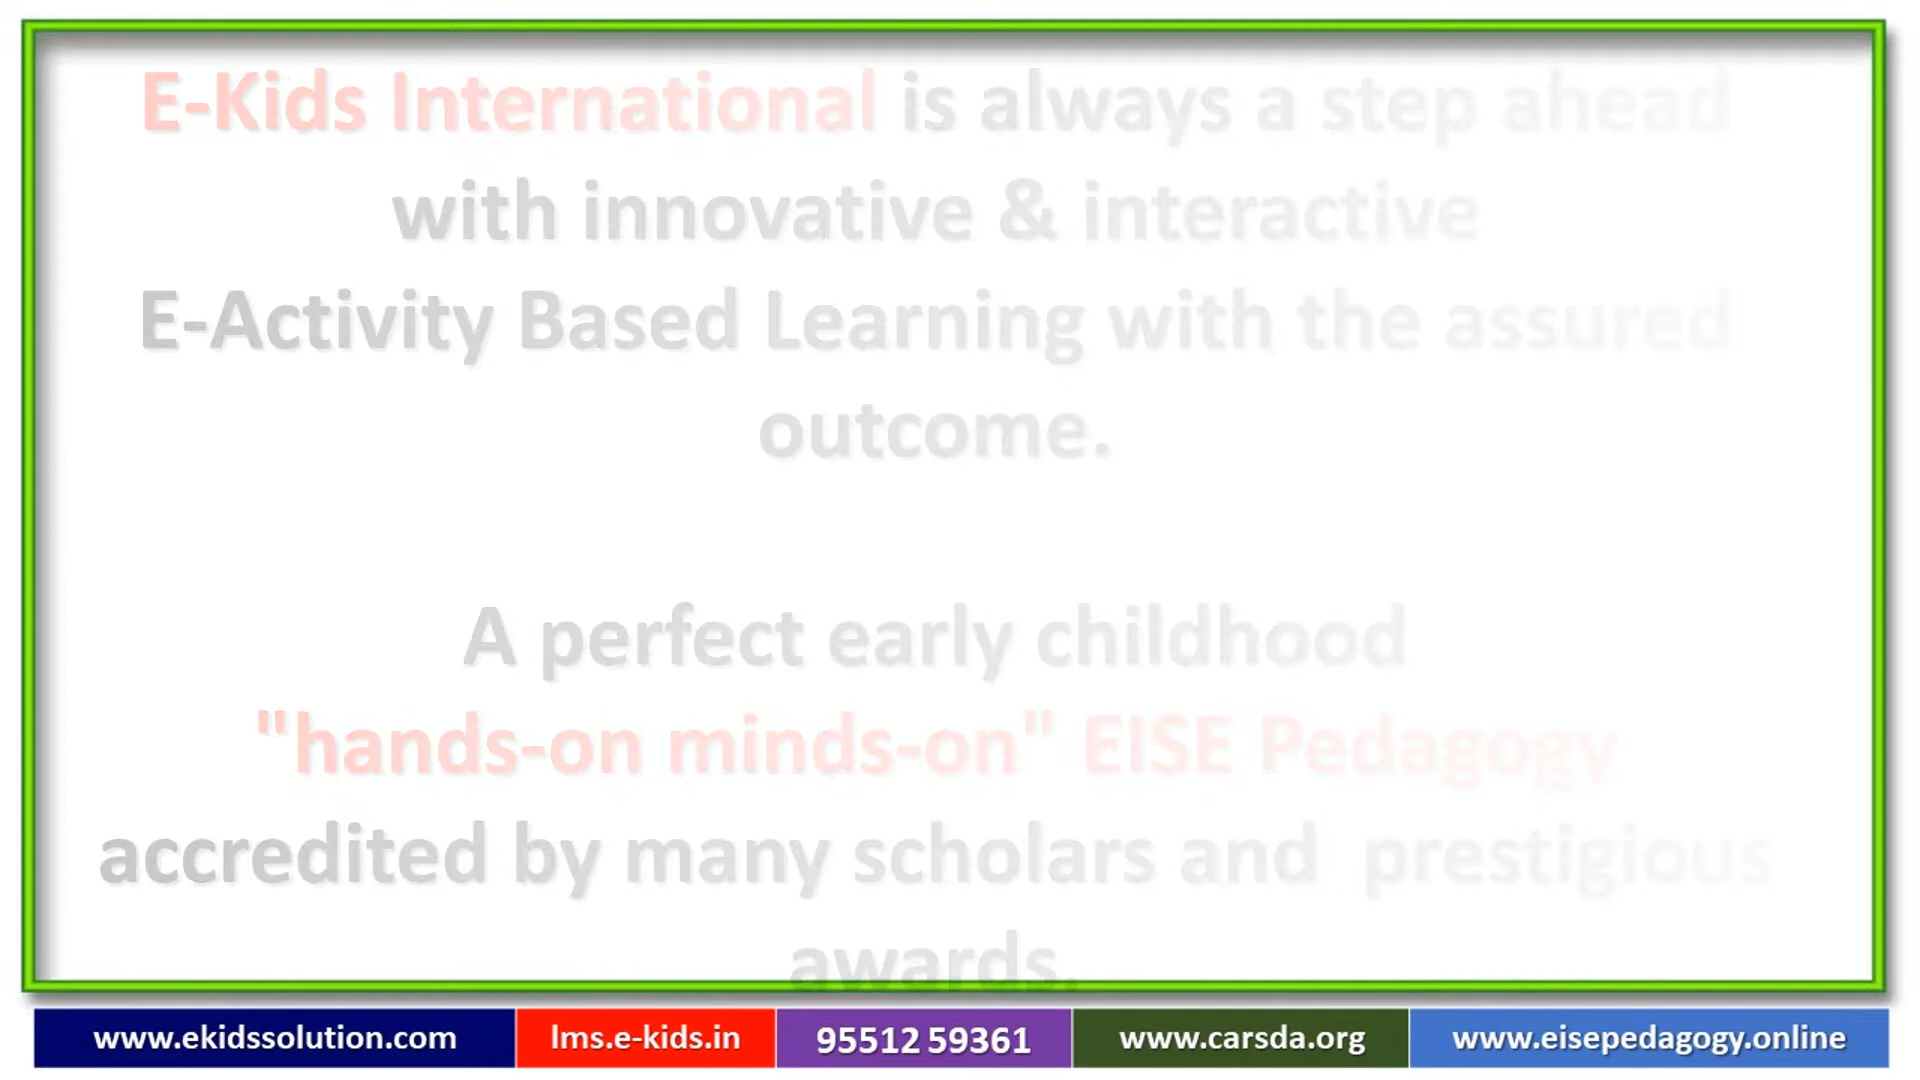 E-Kids International is always a step ahead
with innovative & interactive
E-Activity Based Learning with the assured
outcome.
A perfect early childhood
"hands-on minds-on" EISE Pedagogy
accredited by many scholars and prestigious
awards.
www.ekidssolution.com lms.e-kids.in 95512 59361 www.carsda.org www.eisepedagogy.online